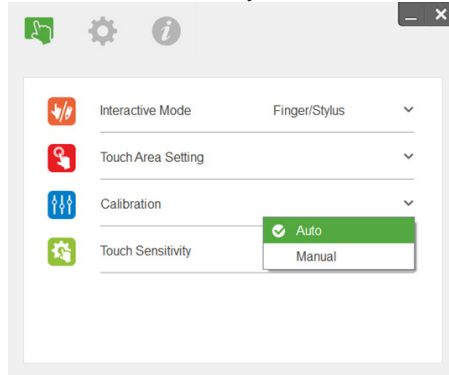 Interactive Mode Finger/Stylus
Touch Area Setting
Calibration
Auto
Touch Sensitivity
Manual